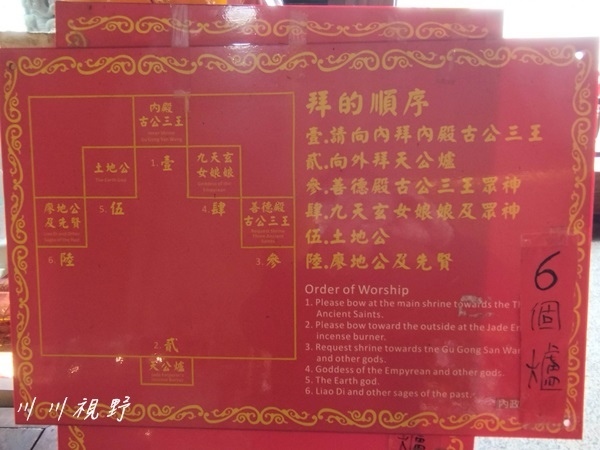 拜的順序
壹.請向內拜內殿古公三王
貳.向外拜天公爐
參.善德殿古公三王眾神
肆.九天玄女娘娘及眾神
伍.土地公
陸.廖地公及先賢
Order of Worship
1. Please bow at the main shrine towards the Th
Ancient Saints.
2. Please bow toward the outside at the Jade Em
incense burner.
3. Request shrine towards the Gu Gong San Wan
and other gods.
4. Goddess of the Empyrean and other gods.
5. The Earth god.
6. Liao Di and other sages of the past.
內政
6個爐
內殿
古公三王
土地公
1. 壹
九天玄
女娘娘
廖地公
及先賢
5. 伍
4. 肆
善德殿
古公三王
6. 陸
3. 參
2. 貳
天公爐
川川視野